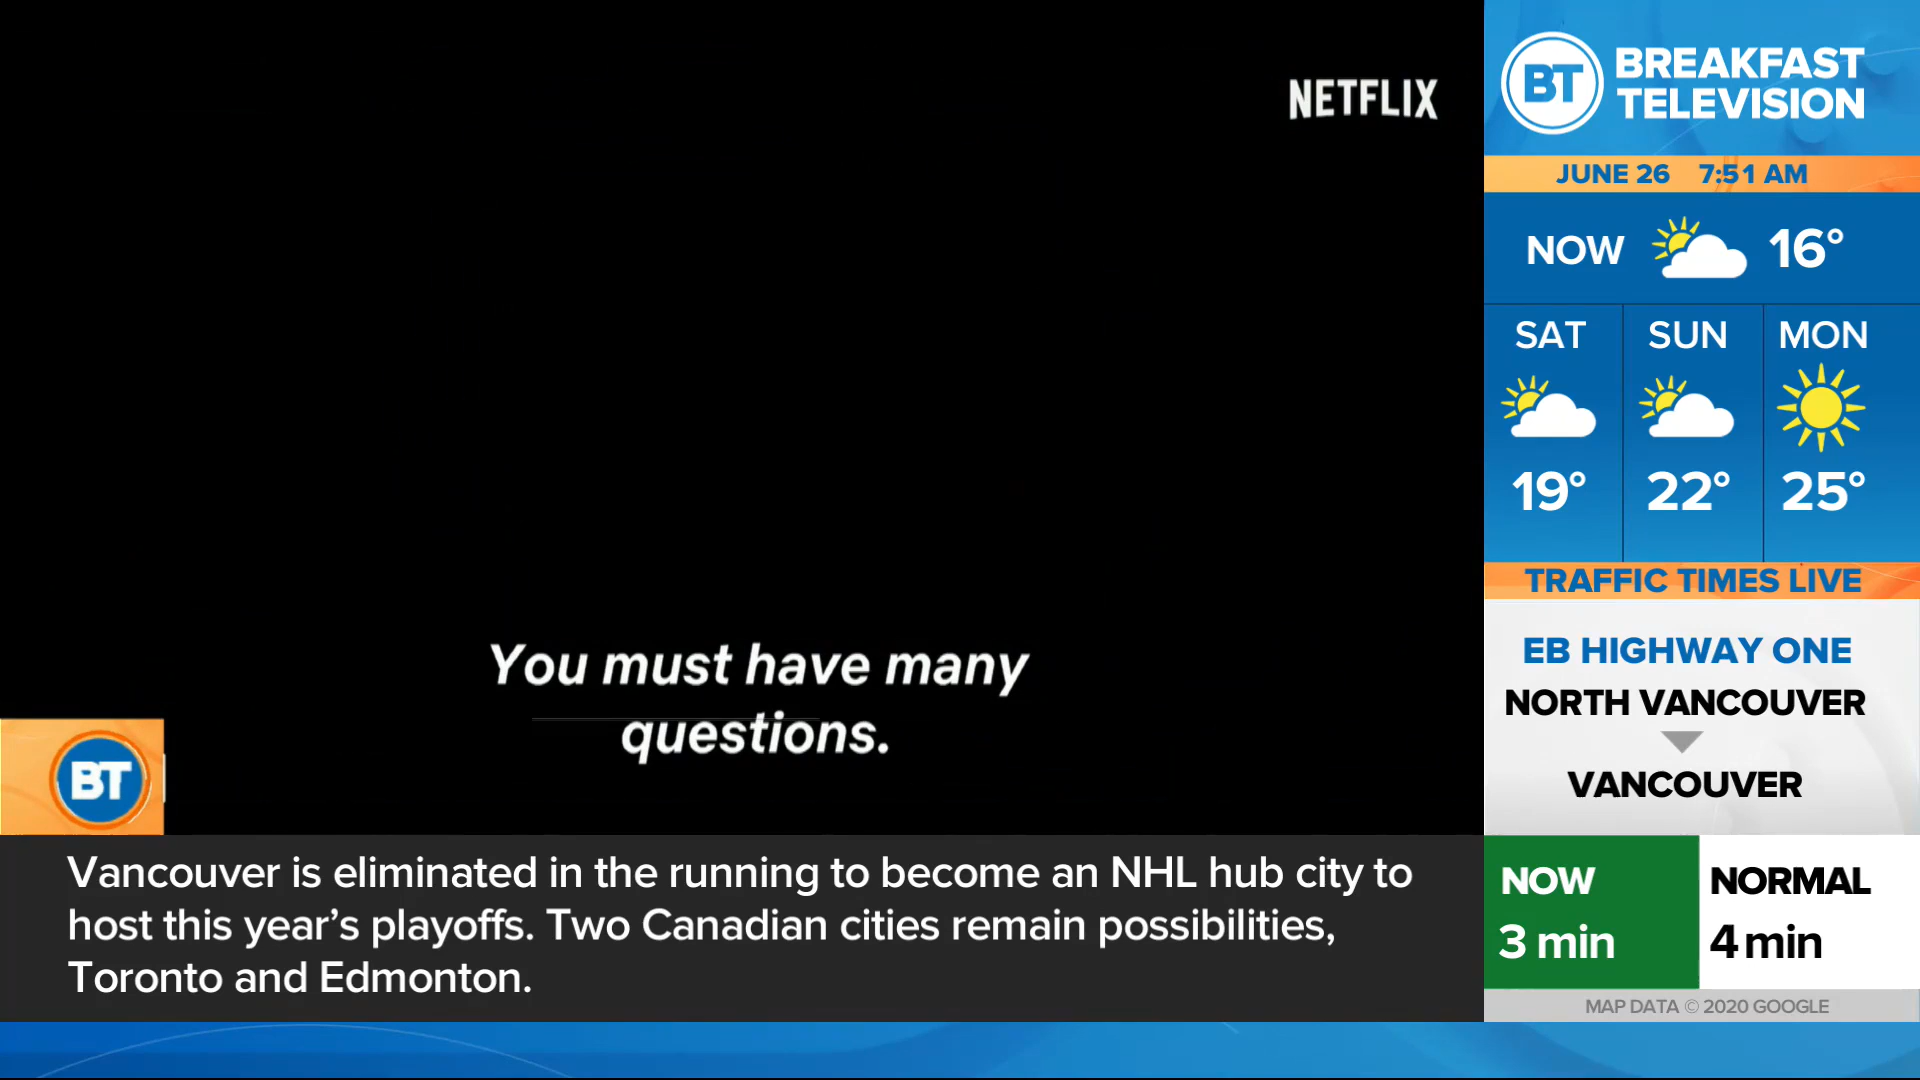 NETFLIX
You must have many
questions.
BT
Vancouver is eliminated in the running to become an NHL hub city to
host this year's playoffs. Two Canadian cities remain possibilities,
Toronto and Edmonton.
BT BREAKFAST
TELEVISION
JUNE 26 7:51 AM
NOW 16°
SAT SUN MON
19° 22° 25°
TRAFFIC TIMES LIVE
EB HIGHWAY ONE
NORTH VANCOUVER
VANCOUVER
NOW NORMAL
3 min 4 min
MAP DATA © 2020 GOOGLE